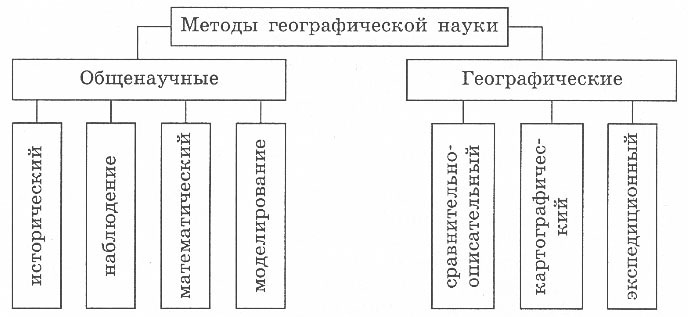 Методы географической науки
Общенаучные
Географические
исторический
наблюдение
математический
моделирование
сравнительно-
описательный
картографичес-
кий
экспедиционный